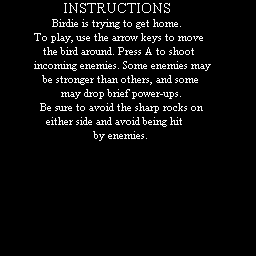 INSTRUCTIONS
Birdie is trying to get home.
To play, use the arrow keys to move
the bird around. Press A to shoot
incoming enemies. Some enemies may
be stronger than others, and some
may drop brief power-ups.
Be sure to avoid the sharp rocks on
either side and avoid being hit
by enemies.